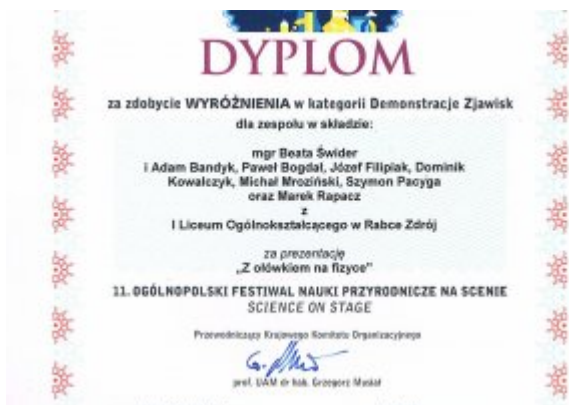 DYPLOM
za zdobycie WYRÓŻNIENIA w kategorii Demonstracje Zjawisk
dla zespołu w składzie:
mgr Beata Świder
i Adam Bandyk, Paweł Bogdał, Józef Filipiak, Dominik
Kowalczyk, Michał Mroziński, Szymon Pacyga
oraz Marek Rapacz
z
I Liceum Ogólnokształcącego w Rabce Zdrój
za prezentację
„Z ołówkiem na fizyce”
11. OGÓLNOPOLSKI FESTIWAL NAUKI PRZYRODNICZE NA SCENIE
SCIENCE ON STAGE
Przewodniczący Krajowego Komitetu Organizacyjnego
prof. UAM dr hab. Grzegorz Musiał